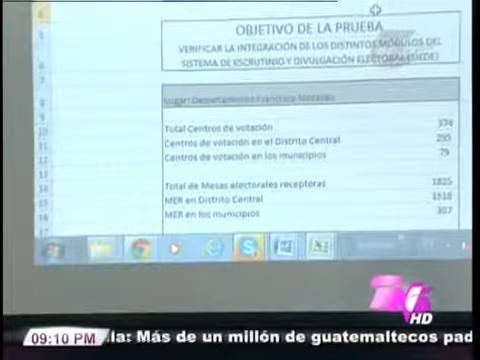 OBJETIVO DE LA PRUEBA
VERIFICAR LA INTEGRACIÓN DE LOS DISTINTOS MÓDULOS DEL
SISTEMA DE ESCRUTINIO Y DIVULGACIÓN ELECTORAL (SIEDE)
Lugar: Departamento Francisco Morazán
Total Centros de votación 374
Centros de votación en el Distrito Central 295
Centros de votación en los municipios 79
Total de Mesas electorales receptoras 1825
MER en Distrito Central 1518
MER en los municipios 307
HD
09:10 PM
la: Más de un millón de guatemaltecos pad